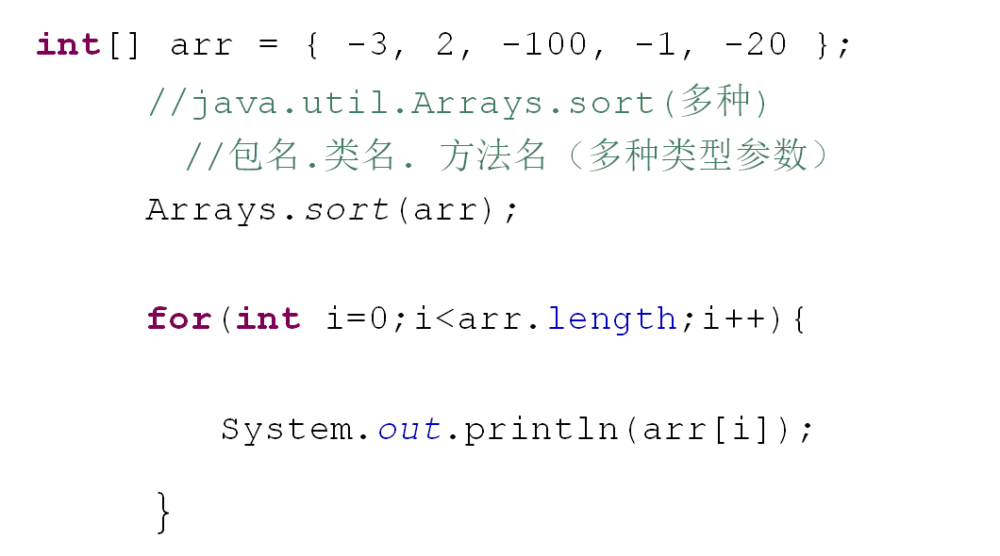 int[] arr = { -3, 2, -100, -1, -20 };
//java.util.Arrays.sort(多种)
//包名.类名. 方法名（多种类型参数）
Arrays.sort(arr);
for(int i=0;i<arr.length;i++){
System.out.println(arr[i]);
}